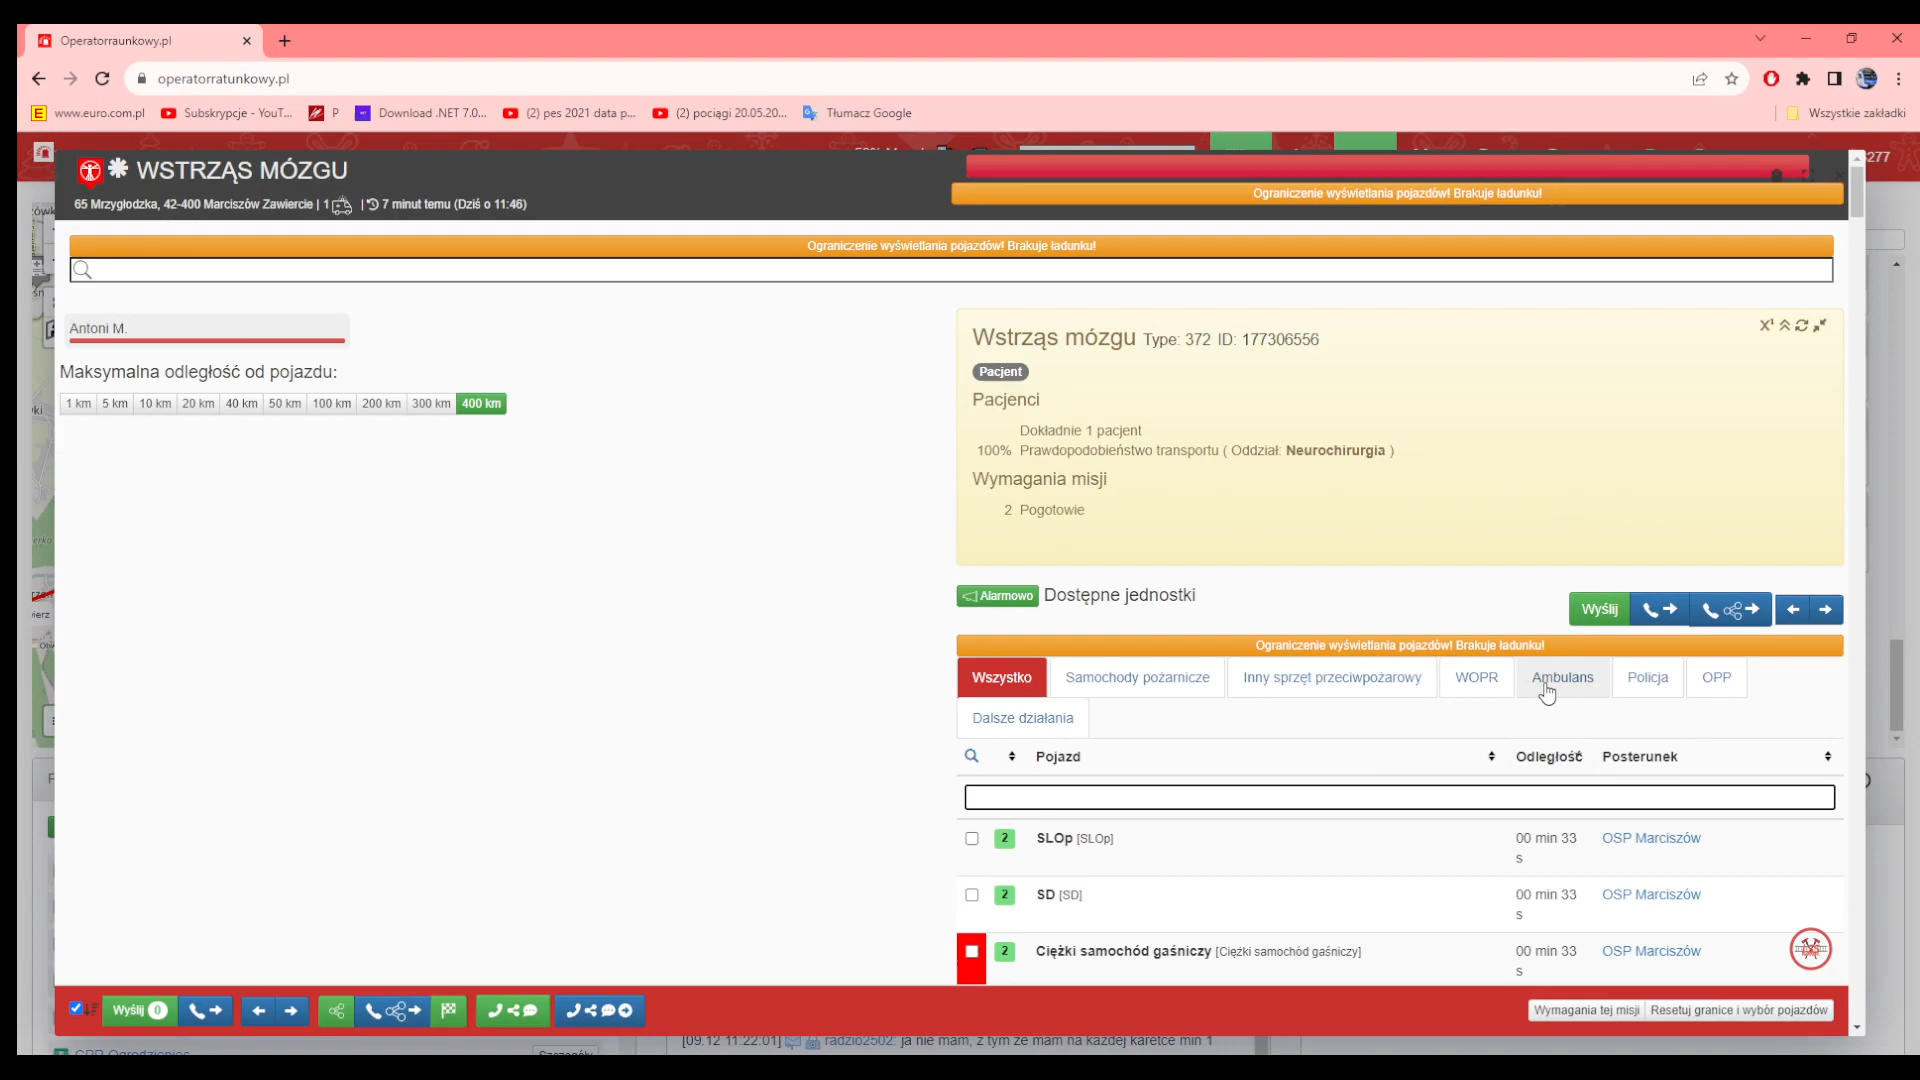 Operatorraunkowy.pl
operatorratunkowy.pl
www.euro.com.pl
Subskrypcje - YouT...
P
Download .NET 7.0...
(2) pes 2021 data p...
(2) pociągi 20.05.20...
Tłumacz Google
Wszystkie zakładki
277
WSTRZĄS MÓZGU
65 Mrzygłodzka, 42-400 Marciszów Zawiercie | 1 | 7 minut temu (Dziś o 11:46)
Ograniczenie wyświetlania pojazdów! Brakuje ładunku!
Ograniczenie wyświetlania pojazdów! Brakuje ładunku!
Antoni M.
Maksymalna odległość od pojazdu:
1 km 5 km 10 km 20 km 40 km 50 km 100 km 200 km 300 km 400 km
Wstrząs mózgu Type: 372 ID: 177306556
X¹
Pacjent
Pacjenci
Dokładnie 1 pacjent
100% Prawdopodobieństwo transportu ( Oddział: Neurochirurgia )
Wymagania misji
2 Pogotowie
Alarmowo Dostępne jednostki
Wyślij
Ograniczenie wyświetlania pojazdów! Brakuje ładunku!
Wszystko Samochody pożarnicze Inny sprzęt przeciwpożarowy WOPR Ambulans Policja OPP
Dalsze działania
Pojazd Odległość Posterunek
2 SLOp [SLOp] 00 min 33 s OSP Marciszów
2 SD [SD] 00 min 33 s OSP Marciszów
2 Ciężki samochód gaśniczy [Ciężki samochód gaśniczy] 00 min 33 s OSP Marciszów
Wyślij 0
Wymagania tej misji Resetuj granice i wybór pojazdów
[09.12 11:22:01] radzio2502: ja nie mam, z tym że mam na każdej karetce min 1